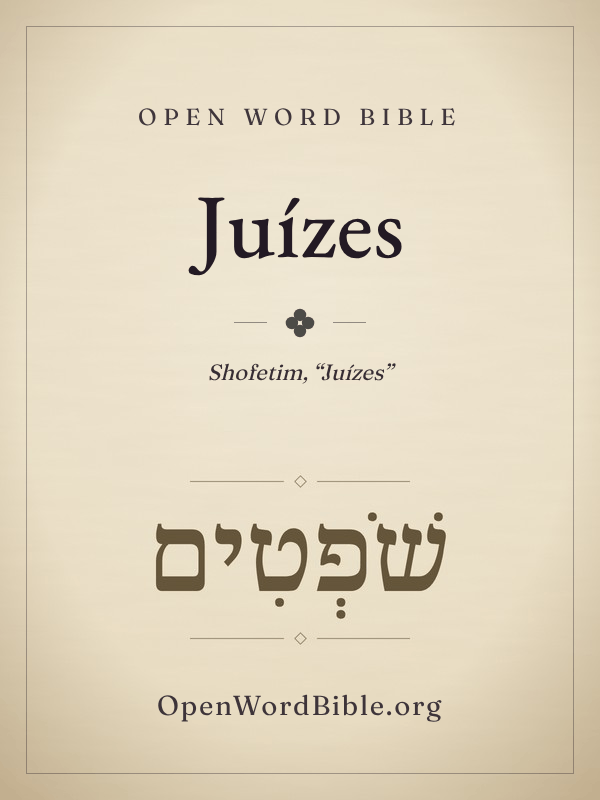 OPEN WORD BIBLE
Juízes
Shofetim, “Juízes”
שֹׁפְטִים
OpenWordBible.org